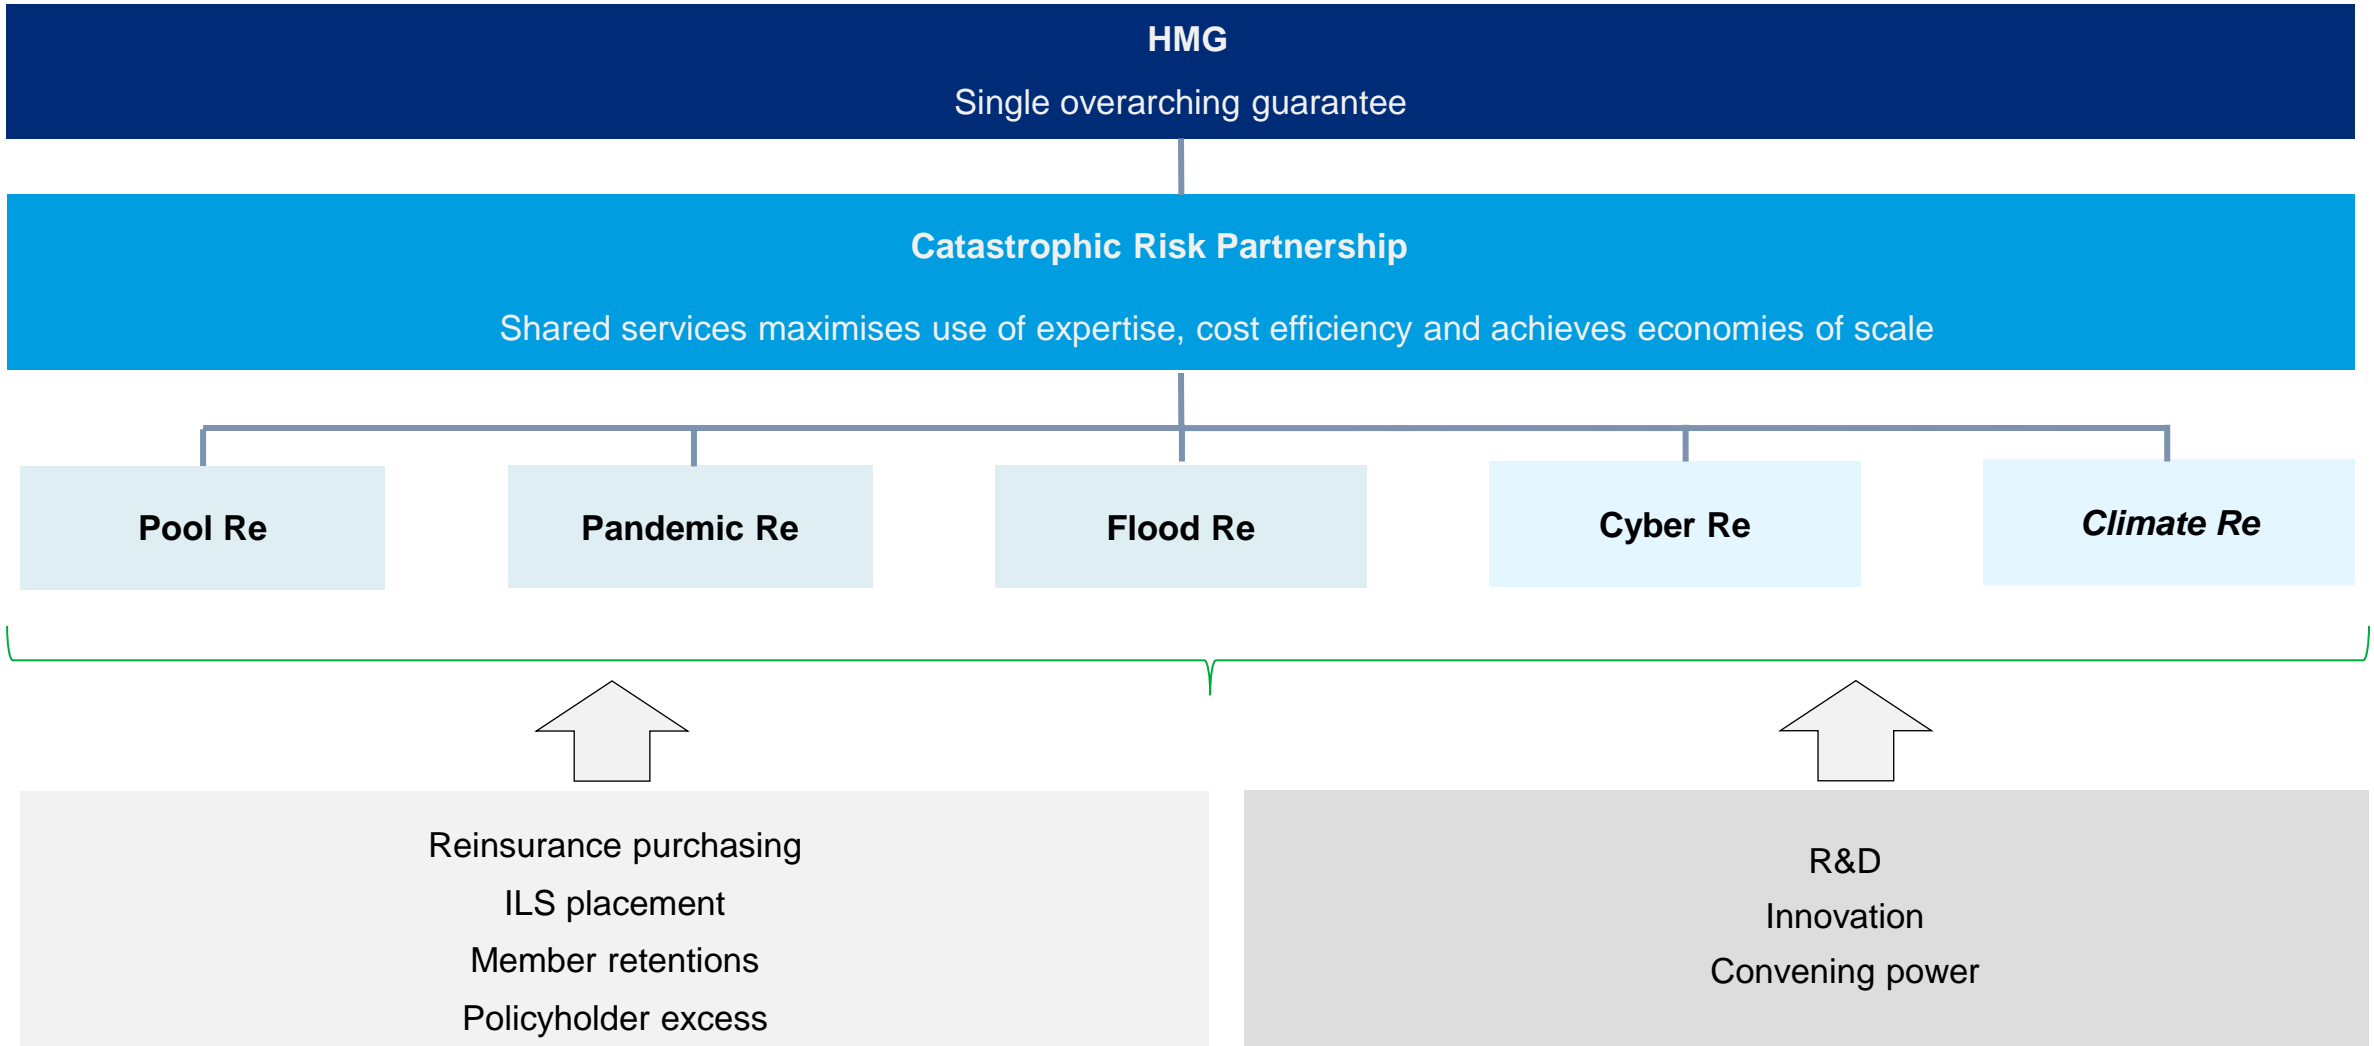 HMG
Single overarching guarantee
Catastrophic Risk Partnership
Shared services maximises use of expertise, cost efficiency and achieves economies of scale
Pool Re
Pandemic Re
Flood Re
Cyber Re
Climate Re
Reinsurance purchasing
ILS placement
Member retentions
Policyholder excess
R&D
Innovation
Convening power